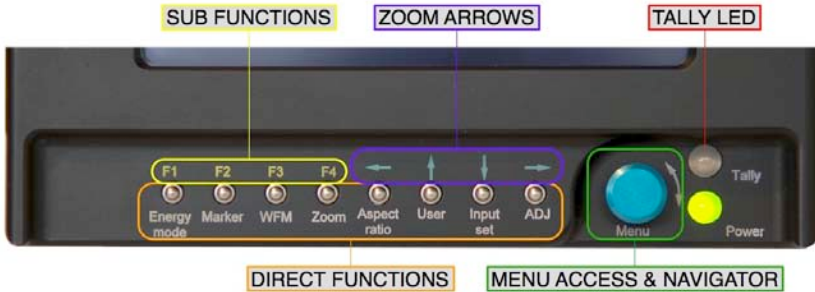 SUB FUNCTIONS
ZOOM ARROWS
TALLY LED
F1 F2 F3 F4
Tally
Energy mode
Marker
WFM
Zoom
Aspect ratio
User
Input set
ADJ
Menu
Power
DIRECT FUNCTIONS
MENU ACCESS & NAVIGATOR